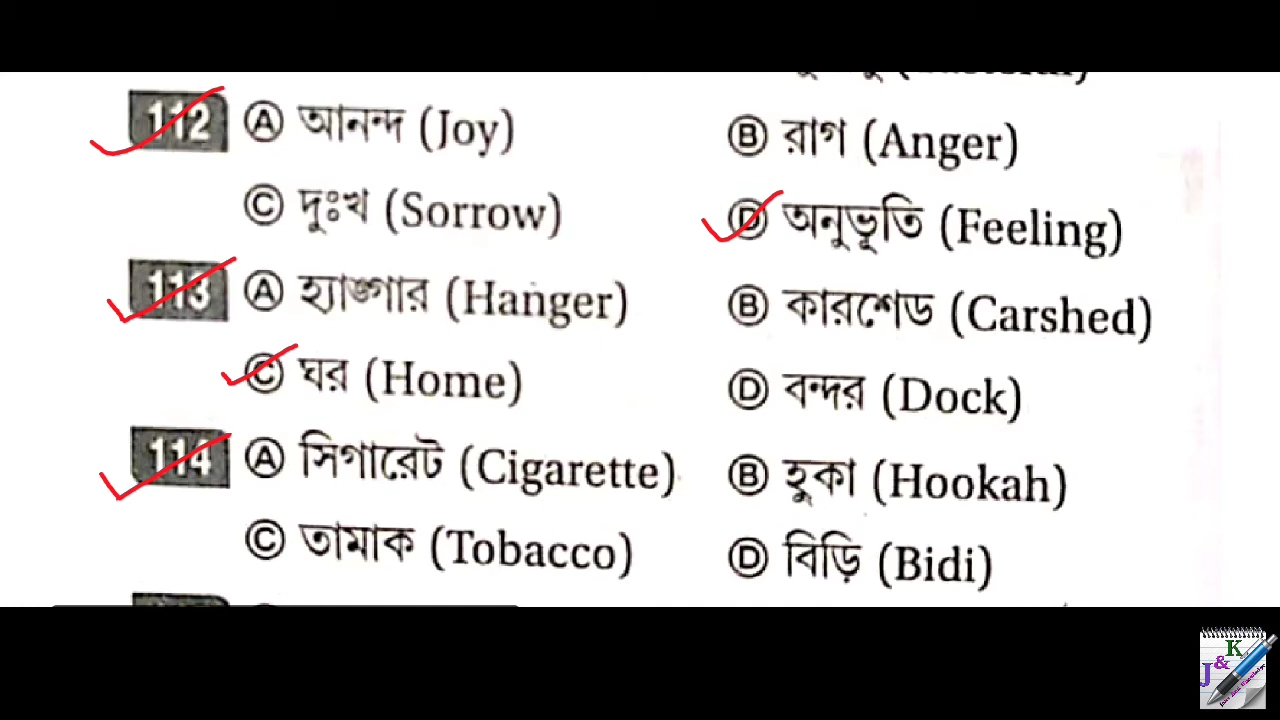 112 Ⓐ আনন্দ (Joy) Ⓑ রাগ (Anger)
Ⓒ দুঃখ (Sorrow) Ⓓ অনুভূতি (Feeling)
113 Ⓐ হ্যাঙ্গার (Hanger) Ⓑ কারশেড (Carshed)
Ⓒ ঘর (Home) Ⓓ বন্দর (Dock)
114 Ⓐ সিগারেট (Cigarette) Ⓑ হুকা (Hookah)
Ⓒ তামাক (Tobacco) Ⓓ বিড়ি (Bidi)
J&K